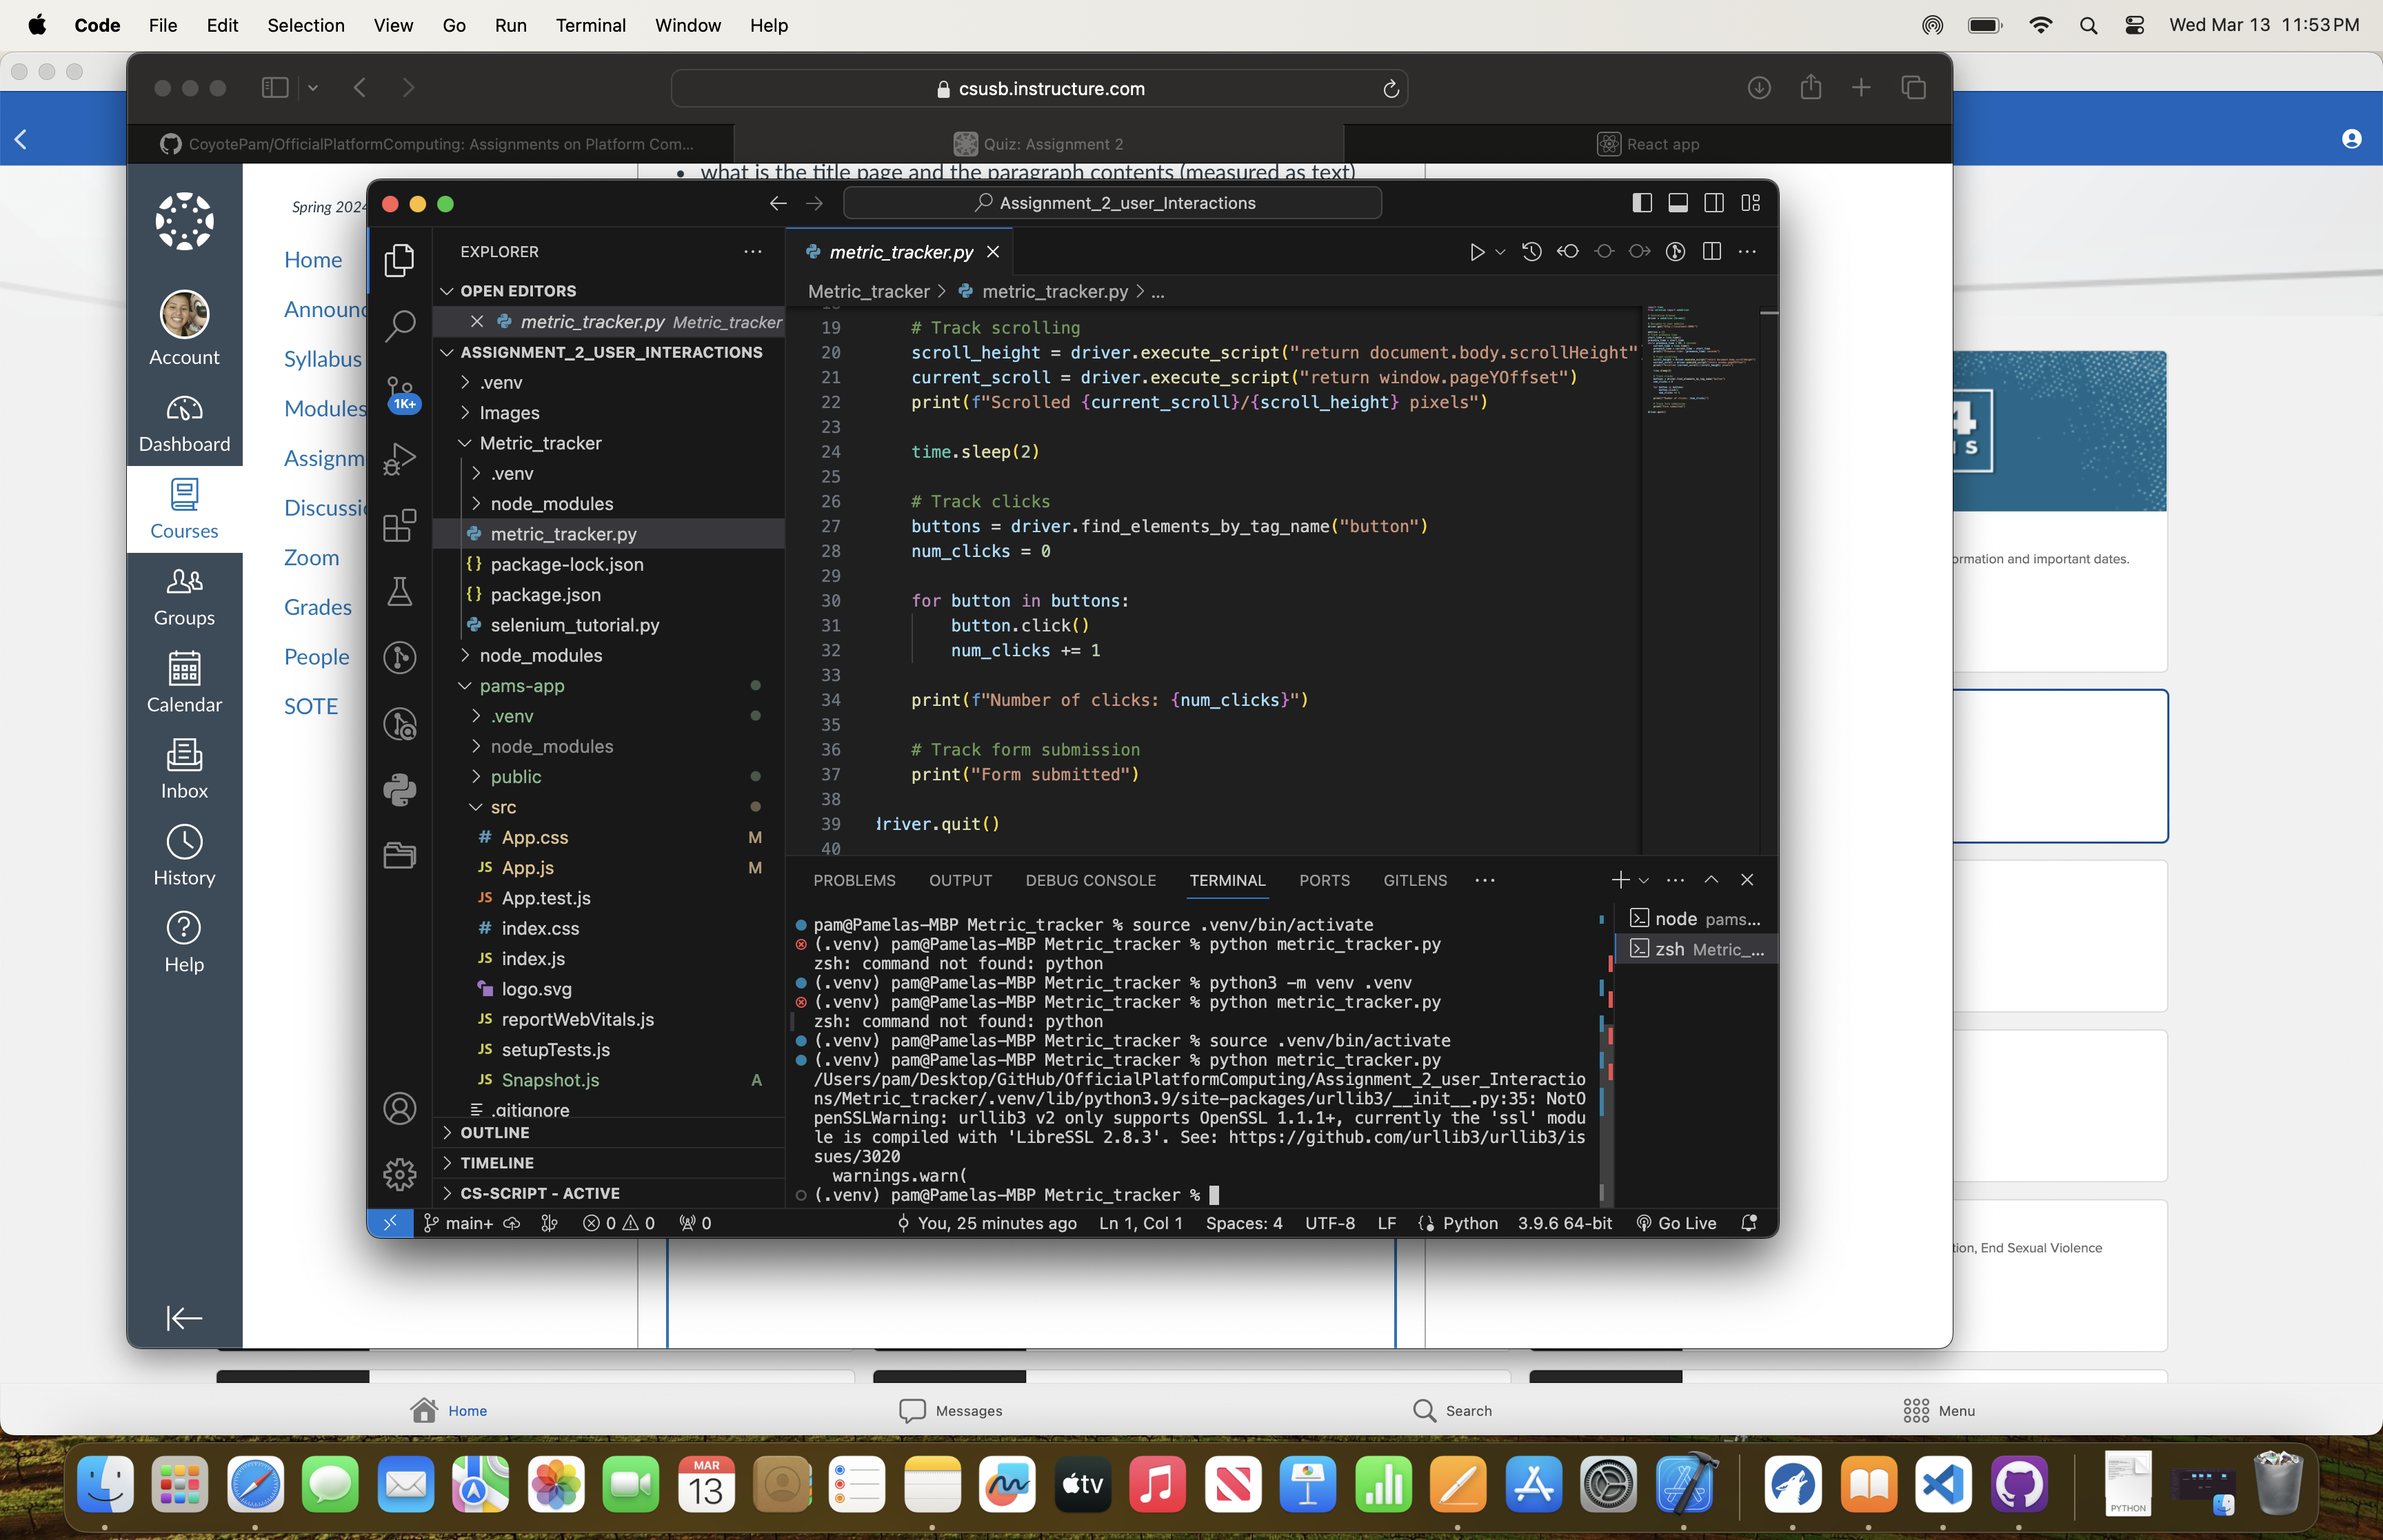 Code File Edit Selection View Go Run Terminal Window Help
Wed Mar 13 11:53 PM
csusb.instructure.com
CoyotePam/OfficialPlatformComputing: Assignments on Platform Com...
Quiz: Assignment 2
React app
what is the title page and the paragraph contents (measured as text)
Account
Dashboard
Courses
Groups
Calendar
Inbox
History
Help
Spring 2024
Home
Announc
Syllabus
Modules
Assignm
Discussi
Zoom
Grades
People
SOTE
Assignment_2_user_Interactions
EXPLORER
OPEN EDITORS
metric_tracker.py Metric_tracker
ASSIGNMENT_2_USER_INTERACTIONS
.venv
Images
Metric_tracker
.venv
node_modules
metric_tracker.py
{} package-lock.json
{} package.json
selenium_tutorial.py
node_modules
pams-app
.venv
node_modules
public
src
# App.css M
JS App.js M
JS App.test.js
# index.css
JS index.js
logo.svg
JS reportWebVitals.js
JS setupTests.js
JS Snapshot.js A
.gitignore
OUTLINE
TIMELINE
CS-SCRIPT - ACTIVE
1K+
metric_tracker.py
Metric_tracker > metric_tracker.py > ...
19 # Track scrolling
20 scroll_height = driver.execute_script("return document.body.scrollHeight"
21 current_scroll = driver.execute_script("return window.pageYOffset")
22 print(f"Scrolled {current_scroll}/{scroll_height} pixels")
23
24 time.sleep(2)
25
26 # Track clicks
27 buttons = driver.find_elements_by_tag_name("button")
28 num_clicks = 0
29
30 for button in buttons:
31 button.click()
32 num_clicks += 1
33
34 print(f"Number of clicks: {num_clicks}")
35
36 # Track form submission
37 print("Form submitted")
38
39 driver.quit()
40
PROBLEMS OUTPUT DEBUG CONSOLE TERMINAL PORTS GITLENS
pam@Pamelas-MBP Metric_tracker % source .venv/bin/activate
(.venv) pam@Pamelas-MBP Metric_tracker % python metric_tracker.py
zsh: command not found: python
(.venv) pam@Pamelas-MBP Metric_tracker % python3 -m venv .venv
(.venv) pam@Pamelas-MBP Metric_tracker % python metric_tracker.py
zsh: command not found: python
(.venv) pam@Pamelas-MBP Metric_tracker % source .venv/bin/activate
(.venv) pam@Pamelas-MBP Metric_tracker % python metric_tracker.py
/Users/pam/Desktop/GitHub/OfficialPlatformComputing/Assignment_2_user_Interactio
ns/Metric_tracker/.venv/lib/python3.9/site-packages/urllib3/__init__.py:35: NotO
penSSLWarning: urllib3 v2 only supports OpenSSL 1.1.1+, currently the 'ssl' modu
le is compiled with 'LibreSSL 2.8.3'. See: https://github.com/urllib3/urllib3/is
sues/3020
warnings.warn(
(.venv) pam@Pamelas-MBP Metric_tracker %
node pams...
zsh Metric_...
main+ 0 0 0 You, 25 minutes ago Ln 1, Col 1 Spaces: 4 UTF-8 LF Python 3.9.6 64-bit Go Live
4
S
ormation and important dates.
tion, End Sexual Violence
Home Messages Search Menu
MAR
13
tv
PYTHON